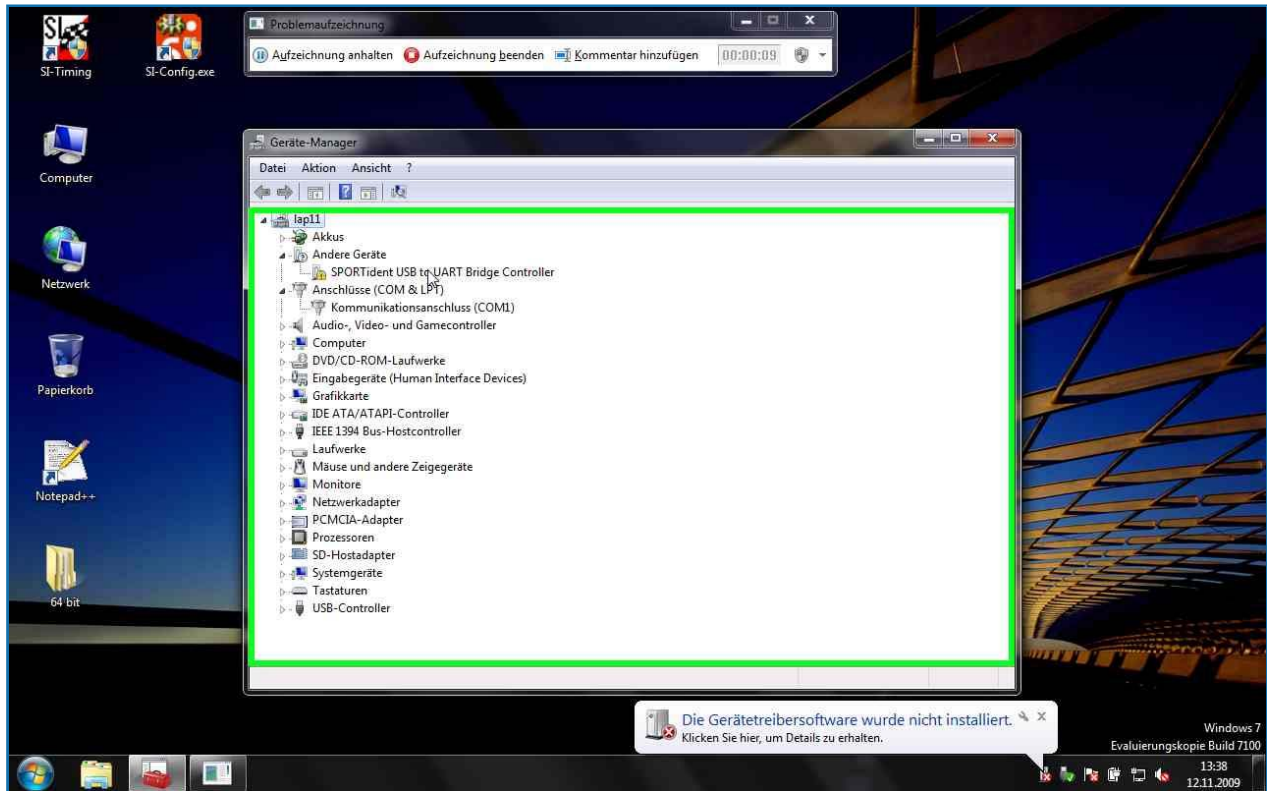 SI-Timing
SI-Config.exe
Problemaufzeichnung
Aufzeichnung anhalten Aufzeichnung beenden Kommentar hinzufügen 00:00:09
Computer
Netzwerk
Papierkorb
Notepad++
64 bit
Geräte-Manager
Datei Aktion Ansicht ?
lap11
Akkus
Andere Geräte
SPORTident USB to UART Bridge Controller
Anschlüsse (COM & LPT)
Kommunikationsanschluss (COM1)
Audio-, Video- und Gamecontroller
Computer
DVD/CD-ROM-Laufwerke
Eingabegeräte (Human Interface Devices)
Grafikkarte
IDE ATA/ATAPI-Controller
IEEE 1394 Bus-Hostcontroller
Laufwerke
Mäuse und andere Zeigegeräte
Monitore
Netzwerkadapter
PCMCIA-Adapter
Prozessoren
SD-Hostadapter
Systemgeräte
Tastaturen
USB-Controller
Die Gerätetreibersoftware wurde nicht installiert.
Klicken Sie hier, um Details zu erhalten.
Windows 7
Evaluierungskopie Build 7100
13:38
12.11.2009